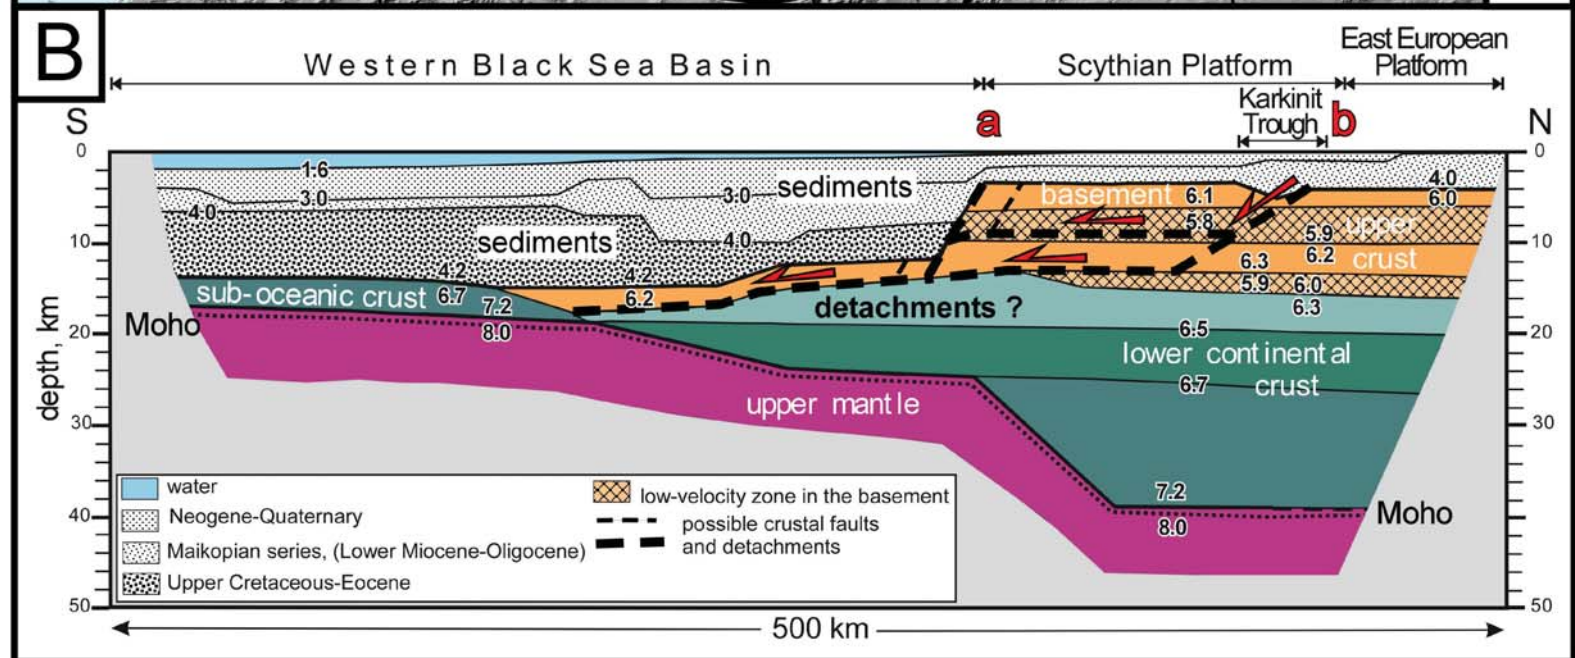 B
Western Black Sea Basin
Scythian Platform
East European
Platform
Karkinit
Trough
S
a
b
N
0
0
1.6
3.0
3.0
sediments
4.0
basement
6.1
4.0
6.0
4.0
5.8
5.9
upper
10
sediments
4.0
6.3
6.2
crust
10
4.2
4.2
5.9
6.0
sub-oceanic crust
6.7
7.2
6.2
detachments ?
6.3
Moho
8.0
6.5
20
20
lower continental
crust
6.7
depth, km
upper mantle
30
30
7.2
8.0
Moho
40
40
water
Neogene-Quaternary
Maikopian series, (Lower Miocene-Oligocene)
Upper Cretaceous-Eocene
low-velocity zone in the basement
possible crustal faults
and detachments
50
50
500 km